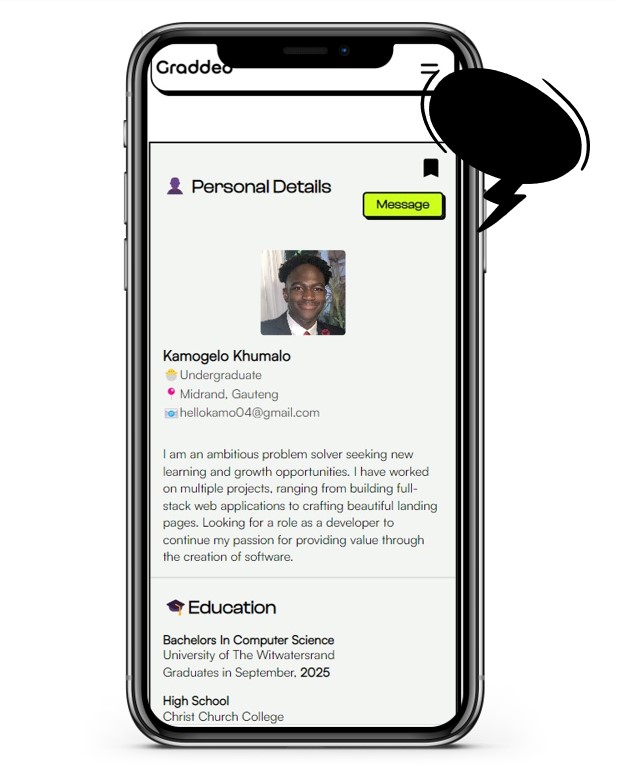 Graddeo
Personal Details
Message
Kamogelo Khumalo
Undergraduate
Midrand, Gauteng
hellokamo04@gmail.com
I am an ambitious problem solver seeking new
learning and growth opportunities. I have worked
on multiple projects, ranging from building full-
stack web applications to crafting beautiful landing
pages. Looking for a role as a developer to
continue my passion for providing value through
the creation of software.
Education
Bachelors In Computer Science
University of The Witwatersrand
Graduates in September, 2025
High School
Christ Church College